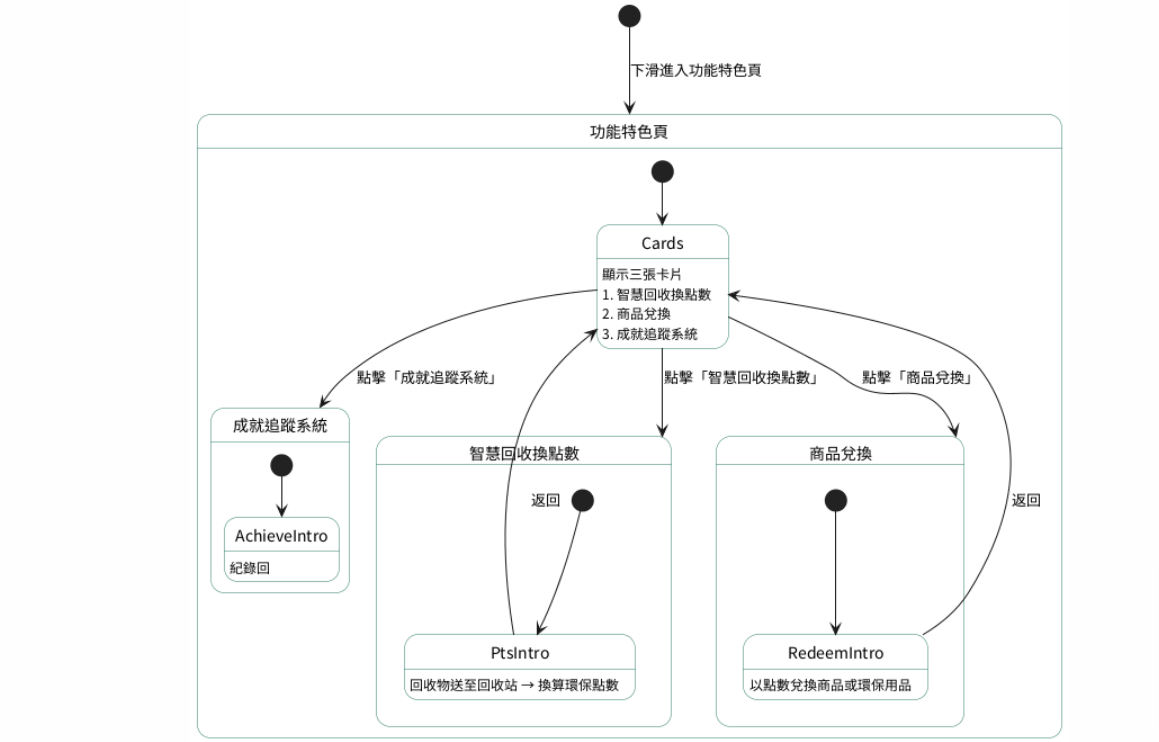 下滑進入功能特色頁
功能特色頁
Cards
顯示三張卡片
1. 智慧回收換點數
2. 商品兌換
3. 成就追蹤系統
點擊「成就追蹤系統」
點擊「智慧回收換點數」
點擊「商品兌換」
成就追蹤系統
智慧回收換點數
商品兌換
返回
返回
AchieveIntro
紀錄回
PtsIntro
回收物送至回收站 → 換算環保點數
RedeemIntro
以點數兌換商品或環保用品